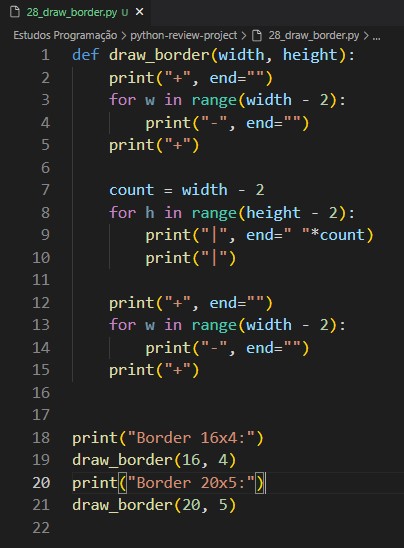 28_draw_border.py U ×
Estudos Programação > python-review-project > 28_draw_border.py > ...
1 def draw_border(width, height):
2     print("+", end="")
3     for w in range(width - 2):
4         print("-", end="")
5     print("+")
6
7     count = width - 2
8     for h in range(height - 2):
9         print("|", end=" "*count)
10         print("|")
11
12     print("+", end="")
13     for w in range(width - 2):
14         print("-", end="")
15     print("+")
16
17
18 print("Border 16x4:")
19 draw_border(16, 4)
20 print("Border 20x5:")
21 draw_border(20, 5)
22